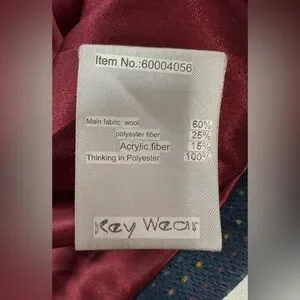 Item No.:60004056
Main fabric: wool 60%
polyester fiber 25%
Acrylic fiber 15%
Thinking in Polyester 100%
Key Wear